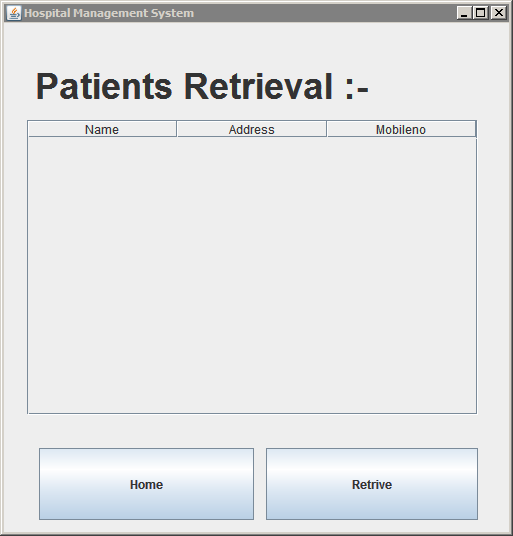 Hospital Management System
Patients Retrieval :-
Name Address Mobileno
Home Retrive